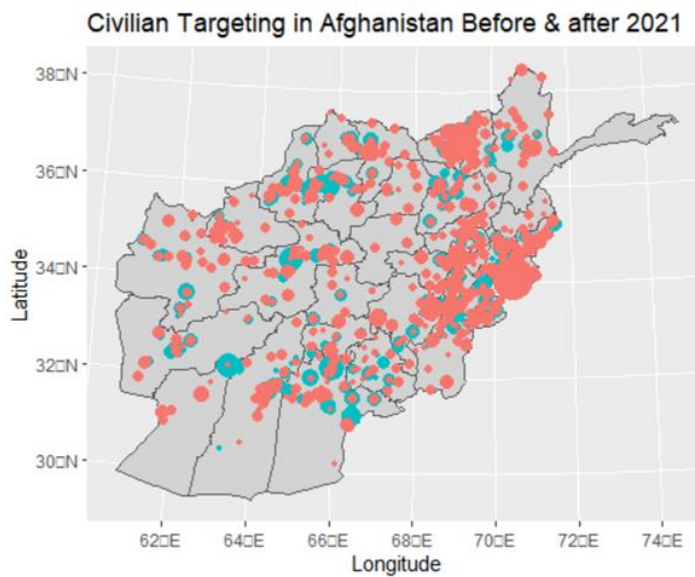 Civilian Targeting in Afghanistan Before & after 2021
38□N
36□N
34□N
32□N
30□N
Latitude
62□E 64□E 66□E 68□E 70□E 72□E 74□E
Longitude